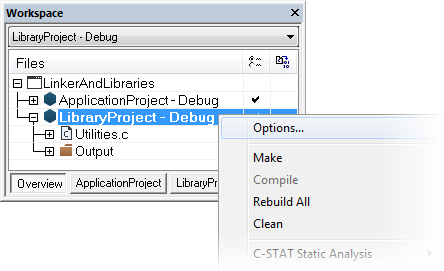 Workspace
LibraryProject - Debug
Files
LinkerAndLibraries
ApplicationProject - Debug
LibraryProject - Debug
Utilities.c
Output
Overview ApplicationProject LibraryPr
Options...
Make
Compile
Rebuild All
Clean
C-STAT Static Analysis